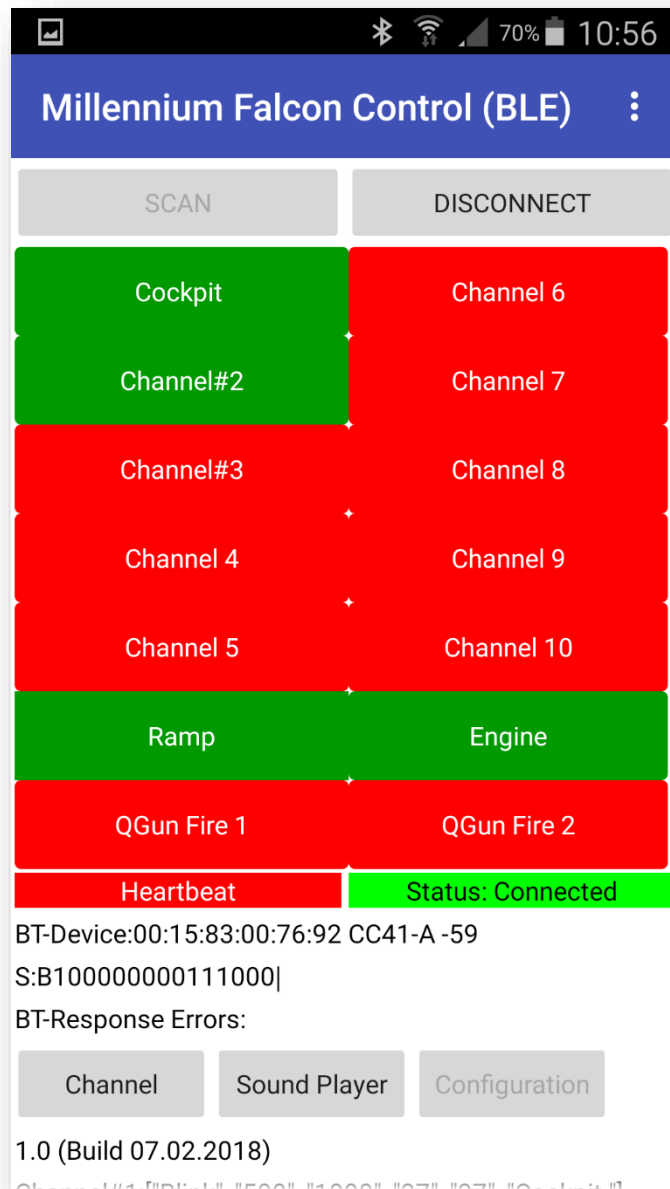 70% 10:56
Millennium Falcon Control (BLE)
SCAN DISCONNECT
Cockpit Channel 6
Channel#2 Channel 7
Channel#3 Channel 8
Channel 4 Channel 9
Channel 5 Channel 10
Ramp Engine
QGun Fire 1 QGun Fire 2
Heartbeat Status: Connected
BT-Device:00:15:83:00:76:92 CC41-A -59
S:B100000000111000|
BT-Response Errors:
Channel Sound Player Configuration
1.0 (Build 07.02.2018)